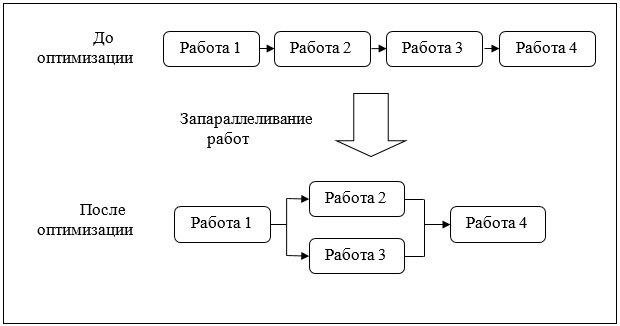 До
оптимизации
Работа 1
Работа 2
Работа 3
Работа 4
Запараллеливание
работ
После
оптимизации
Работа 1
Работа 2
Работа 3
Работа 4